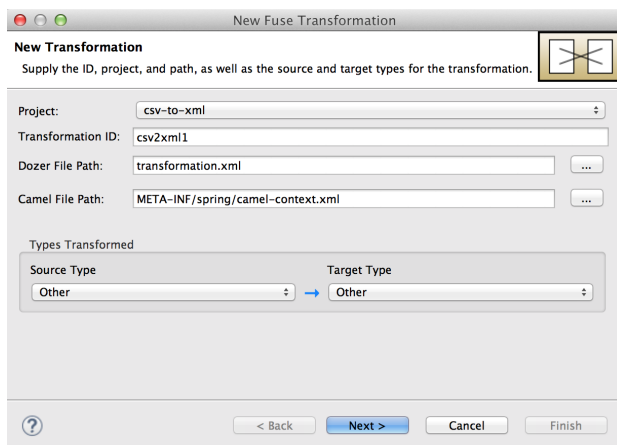 New Fuse Transformation
New Transformation
Supply the ID, project, and path, as well as the source and target types for the transformation.
Project: csv-to-xml
Transformation ID: csv2xml1
Dozer File Path: transformation.xml ...
Camel File Path: META-INF/spring/camel-context.xml ...
Types Transformed
Source Type Target Type
Other → Other
? < Back Next > Cancel Finish